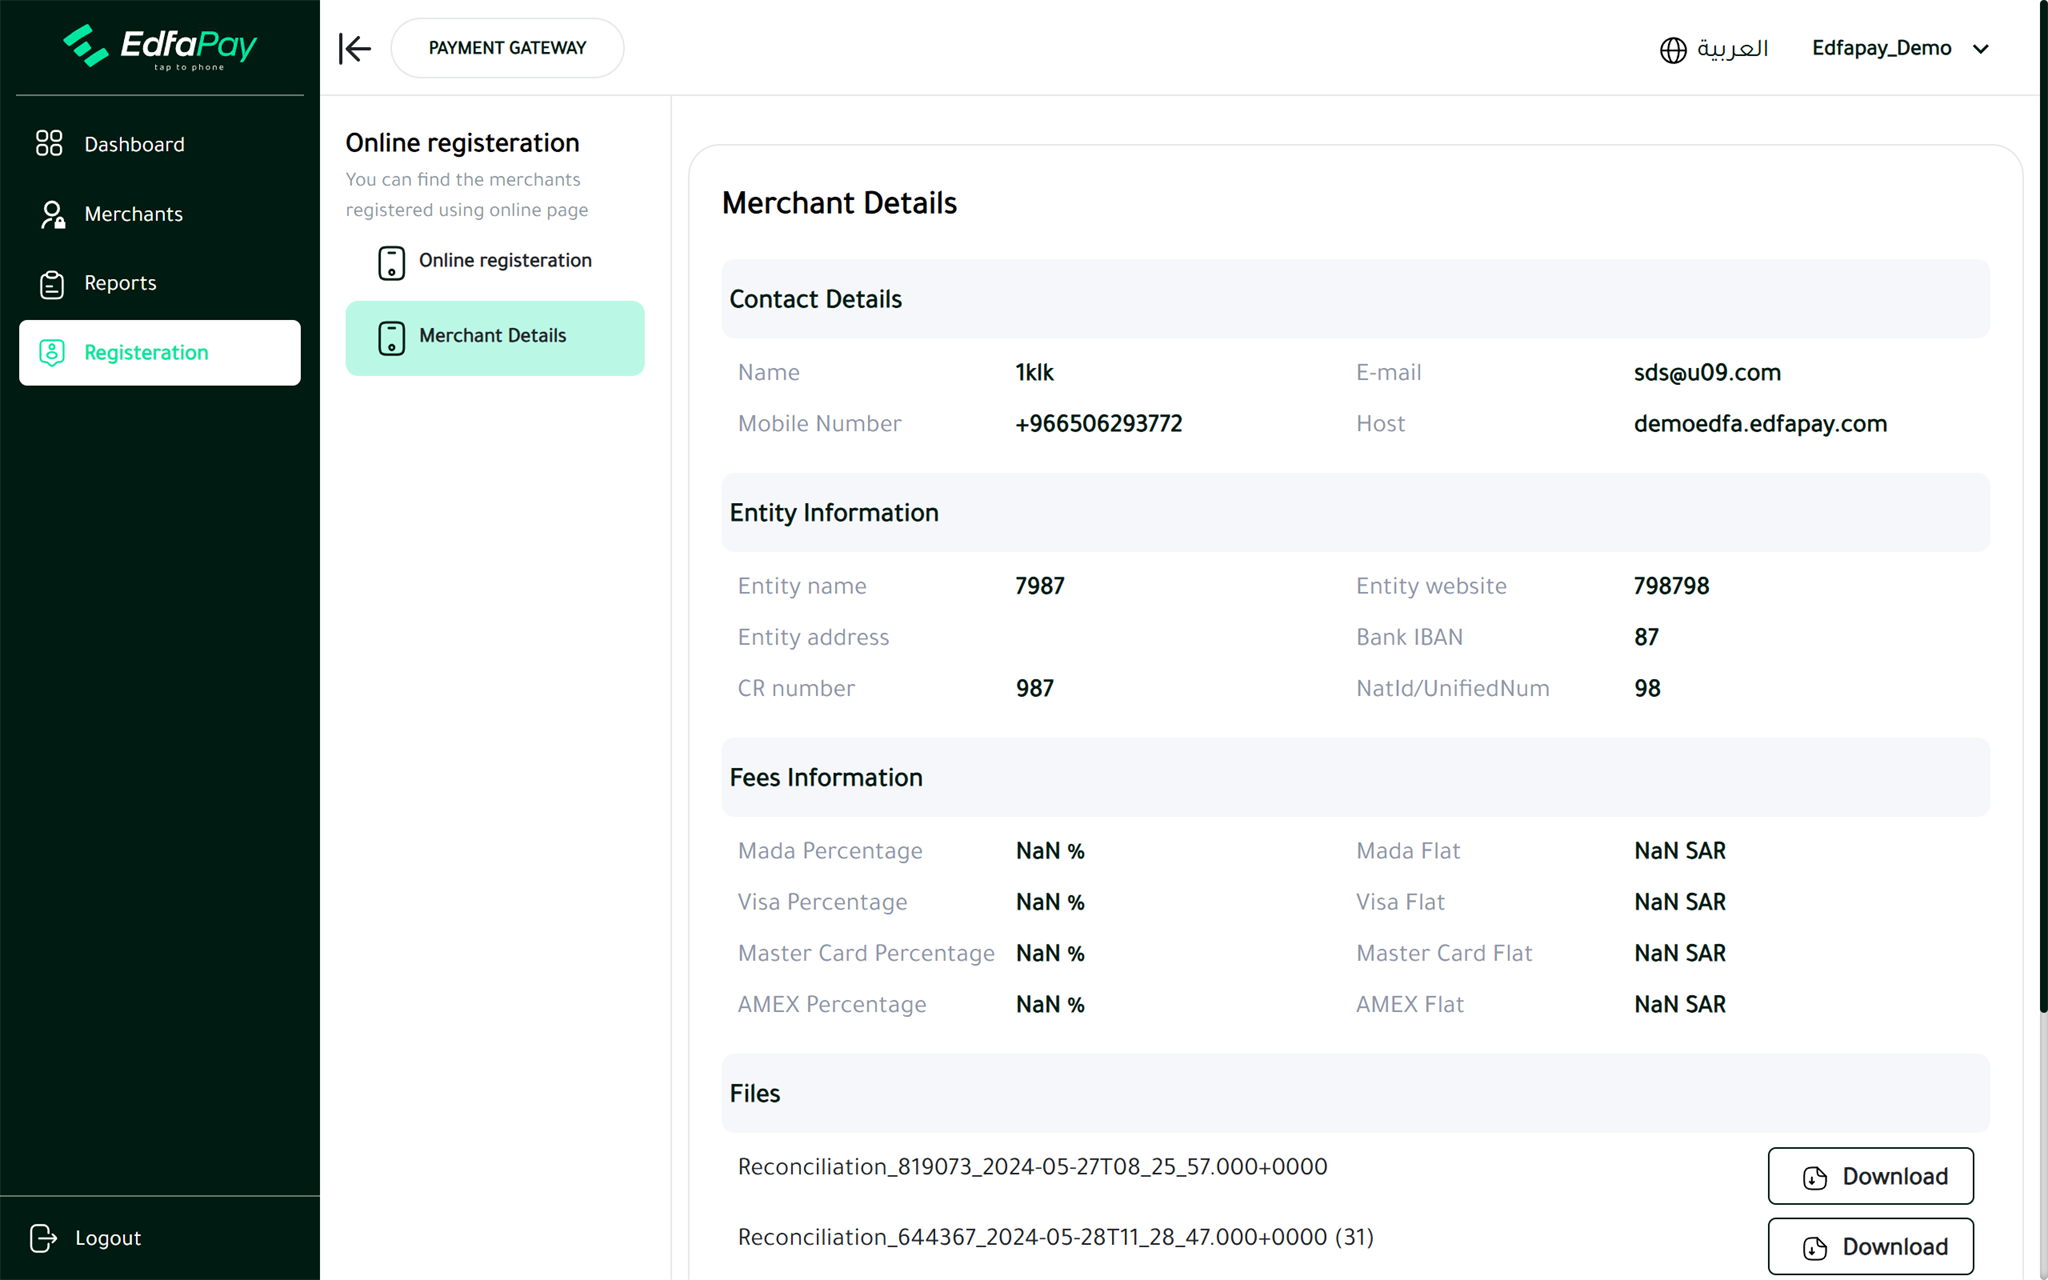 EdfaPay
tap to phone
Dashboard
Merchants
Reports
Registeration
Logout
PAYMENT GATEWAY
العربية
Edfapay_Demo
Online registeration
You can find the merchants
registered using online page
Online registeration
Merchant Details
Merchant Details
Contact Details
Name 1klk E-mail sds@u09.com
Mobile Number +966506293772 Host demoedfa.edfapay.com
Entity Information
Entity name 7987 Entity website 798798
Entity address Bank IBAN 87
CR number 987 NatId/UnifiedNum 98
Fees Information
Mada Percentage NaN % Mada Flat NaN SAR
Visa Percentage NaN % Visa Flat NaN SAR
Master Card Percentage NaN % Master Card Flat NaN SAR
AMEX Percentage NaN % AMEX Flat NaN SAR
Files
Reconciliation_819073_2024-05-27T08_25_57.000+0000 Download
Reconciliation_644367_2024-05-28T11_28_47.000+0000 (31) Download